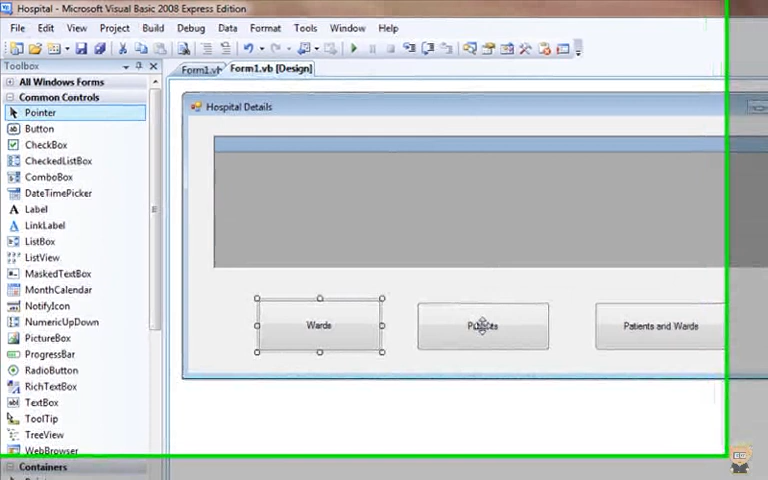 Hospital - Microsoft Visual Basic 2008 Express Edition
File Edit View Project Build Debug Data Format Tools Window Help
Toolbox
Form1.vb Form1.vb [Design]
All Windows Forms
Common Controls
Hospital Details
Pointer
Button
CheckBox
CheckedListBox
ComboBox
DateTimePicker
Label
LinkLabel
ListBox
ListView
MaskedTextBox
MonthCalendar
NotifyIcon
NumericUpDown
PictureBox
ProgressBar
RadioButton
RichTextBox
TextBox
ToolTip
TreeView
WebBrowser
Containers
Wards Patients and Wards